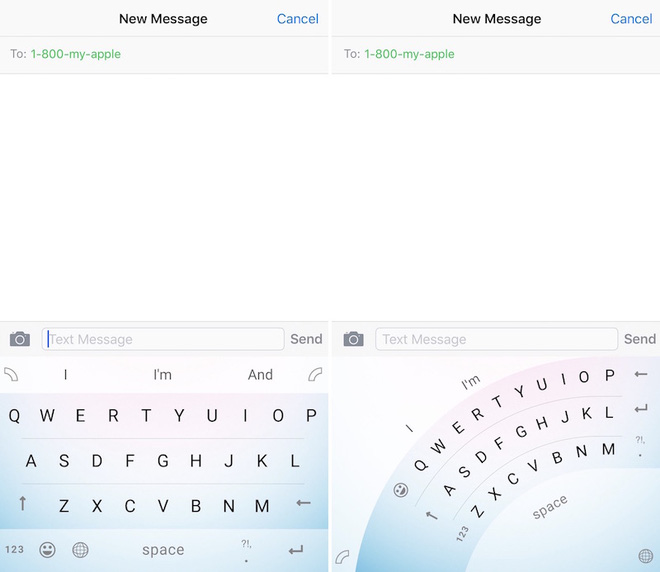 New Message Cancel
To: 1-800-my-apple
Text Message Send
I I'm And
Q W E R T Y U I O P
A S D F G H J K L
Z X C V B N M
123 space ?!, .
New Message Cancel
To: 1-800-my-apple
Text Message Send
I I'm
Q W E R T Y U I O P
A S D F G H J K L
?!, .
Z X C V B N M
123 space